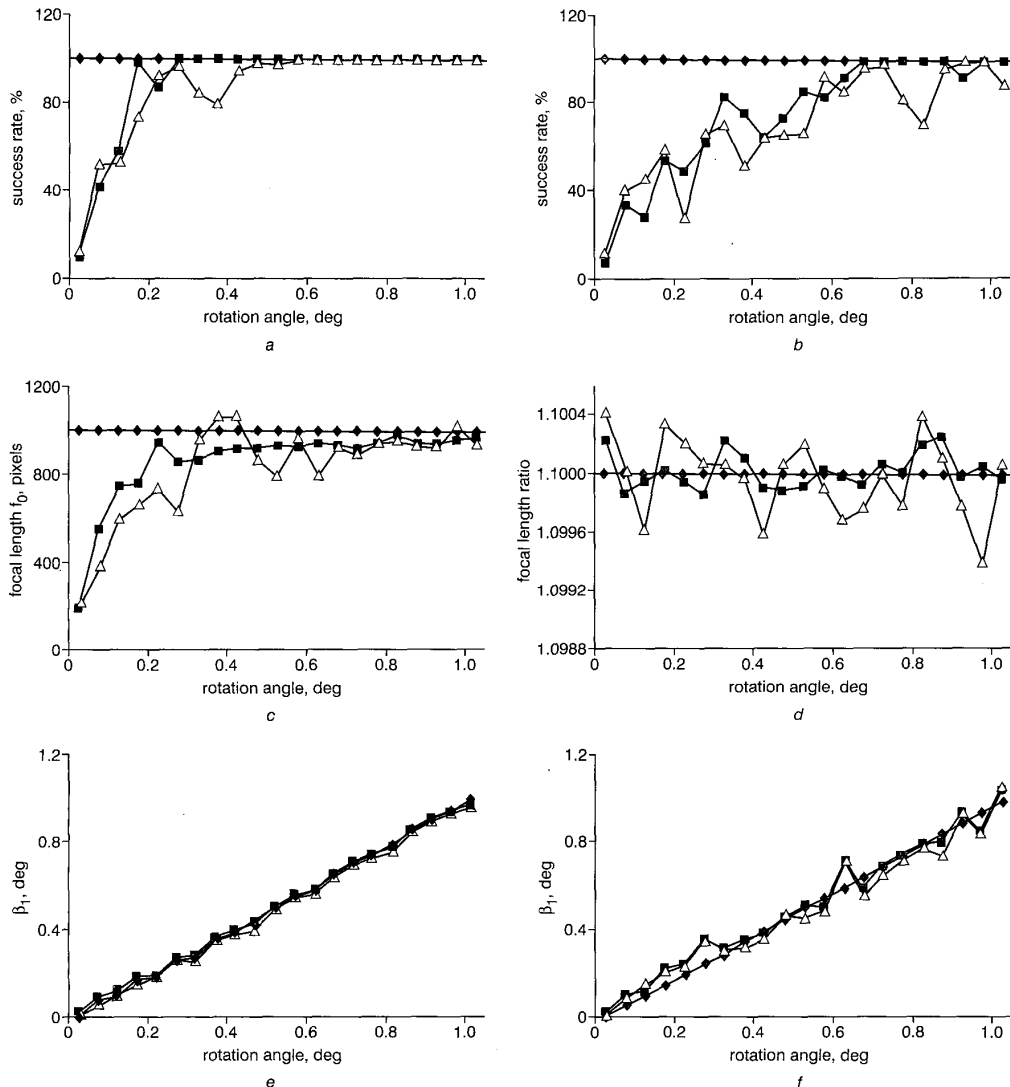 120
80
40
0
success rate, %
0 0.2 0.4 0.6 0.8 1.0
rotation angle, deg
a
120
80
40
0
success rate, %
0 0.2 0.4 0.6 0.8 1.0
rotation angle, deg
b
1200
800
400
0
focal length f₀, pixels
0 0.2 0.4 0.6 0.8 1.0
rotation angle, deg
c
1.1004
1.1000
1.0996
1.0992
1.0988
focal length ratio
0 0.2 0.4 0.6 0.8 1.0
rotation angle, deg
d
1.2
0.8
0.4
0
β₁, deg
0 0.2 0.4 0.6 0.8 1.0
rotation angle, deg
e
1.2
0.8
0.4
0
β₁, deg
0 0.2 0.4 0.6 0.8 1.0
rotation angle, deg
f